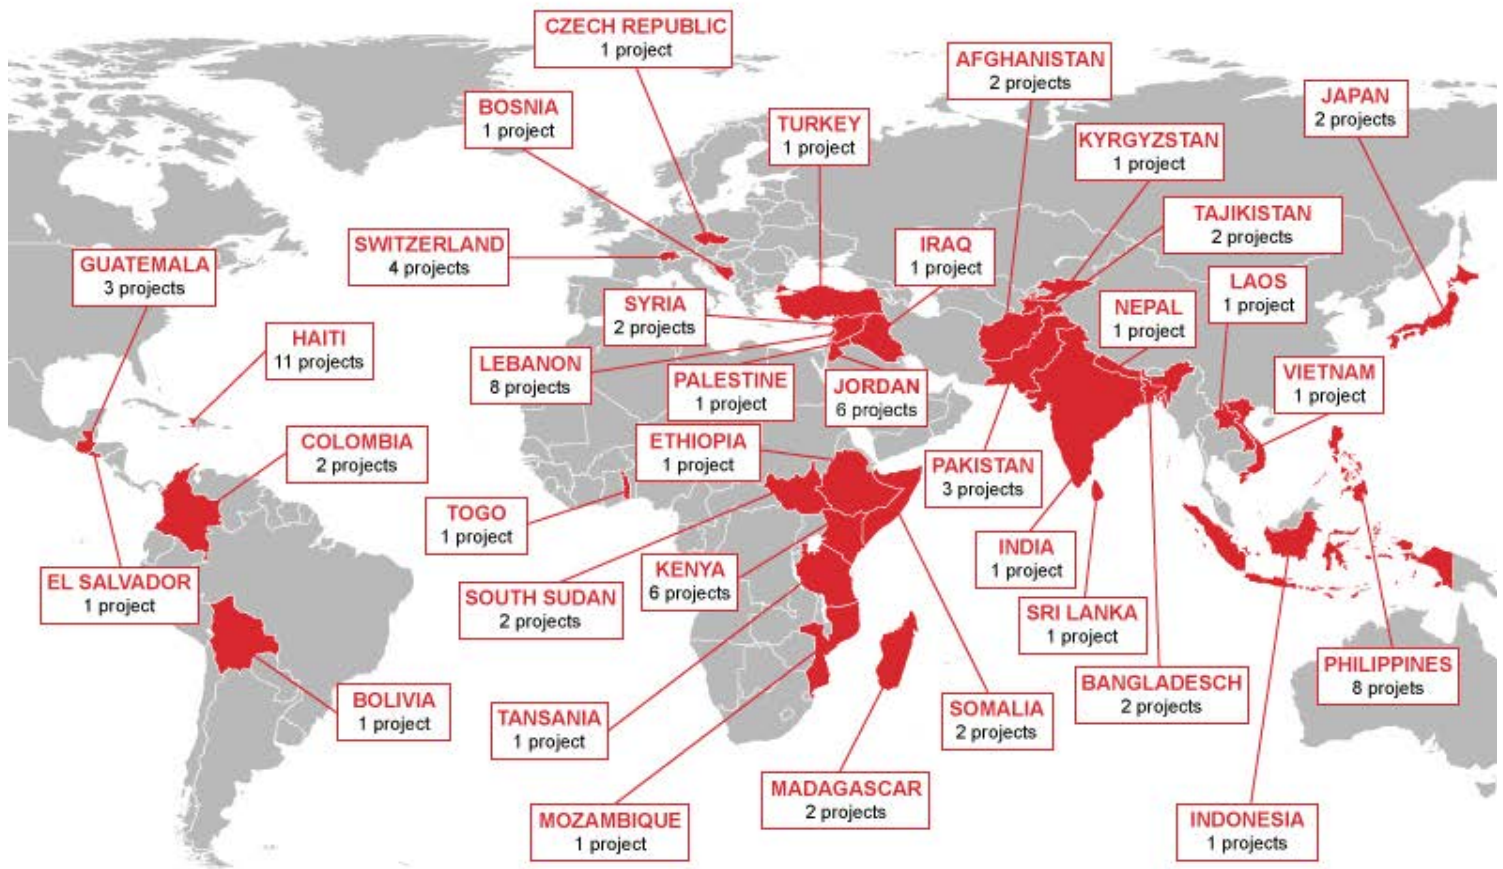 CZECH REPUBLIC
1 project
AFGHANISTAN
2 projects
JAPAN
2 projects
BOSNIA
1 project
TURKEY
1 project
KYRGYZSTAN
1 project
TAJIKISTAN
2 projects
SWITZERLAND
4 projects
IRAQ
1 project
GUATEMALA
3 projects
LAOS
1 project
SYRIA
2 projects
NEPAL
1 project
HAITI
11 projects
LEBANON
8 projects
PALESTINE
1 project
JORDAN
6 projects
VIETNAM
1 project
COLOMBIA
2 projects
ETHIOPIA
1 project
PAKISTAN
3 projects
TOGO
1 project
INDIA
1 project
KENYA
6 projects
EL SALVADOR
1 project
SOUTH SUDAN
2 projects
SRI LANKA
1 project
PHILIPPINES
8 projets
BANGLADESCH
2 projects
BOLIVIA
1 project
TANSANIA
1 project
SOMALIA
2 projects
MADAGASCAR
2 projects
MOZAMBIQUE
1 project
INDONESIA
1 projects